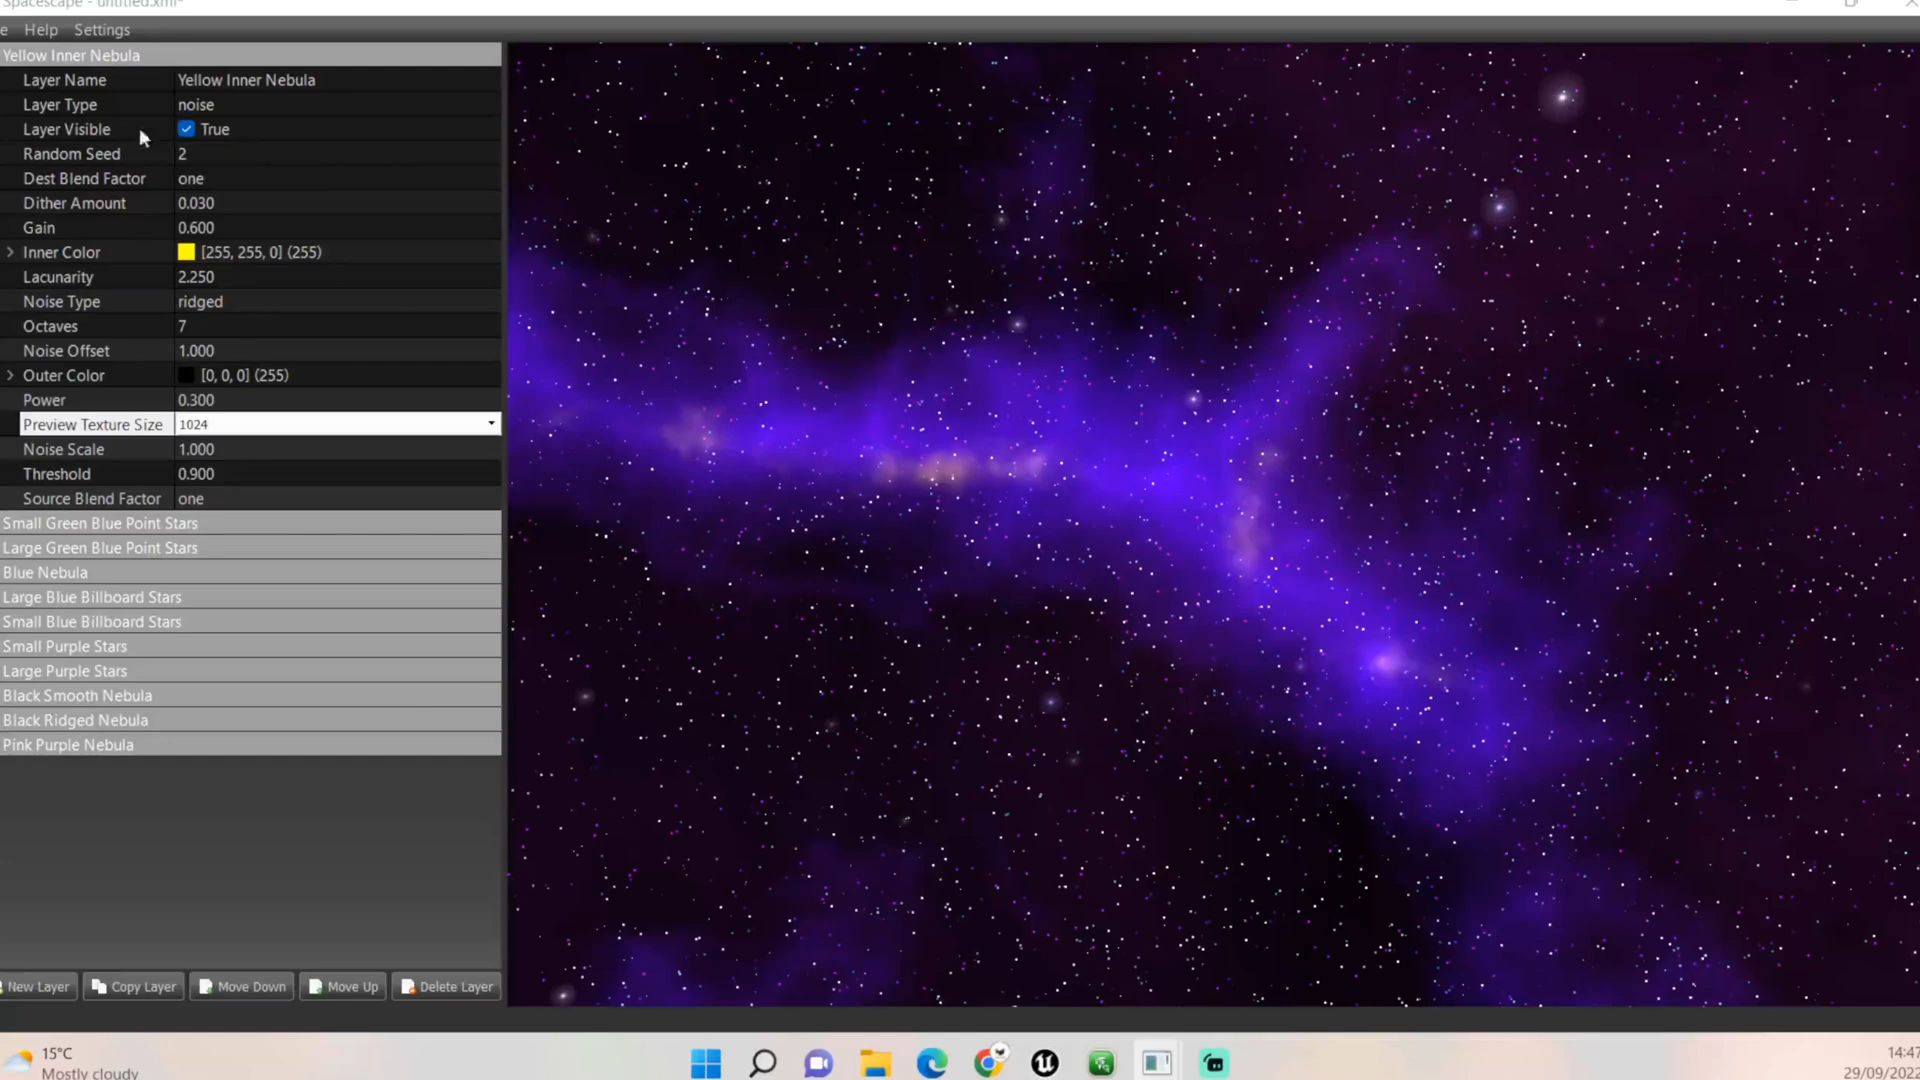 Spacescape - untitled.xml*
e Help Settings
Yellow Inner Nebula
Layer Name Yellow Inner Nebula
Layer Type noise
Layer Visible True
Random Seed 2
Dest Blend Factor one
Dither Amount 0.030
Gain 0.600
Inner Color [255, 255, 0] (255)
Lacunarity 2.250
Noise Type ridged
Octaves 7
Noise Offset 1.000
Outer Color [0, 0, 0] (255)
Power 0.300
Preview Texture Size 1024
Noise Scale 1.000
Threshold 0.900
Source Blend Factor one
Small Green Blue Point Stars
Large Green Blue Point Stars
Blue Nebula
Large Blue Billboard Stars
Small Blue Billboard Stars
Small Purple Stars
Large Purple Stars
Black Smooth Nebula
Black Ridged Nebula
Pink Purple Nebula
New Layer Copy Layer Move Down Move Up Delete Layer
15°C
Mostly cloudy
14:47
29/09/2022